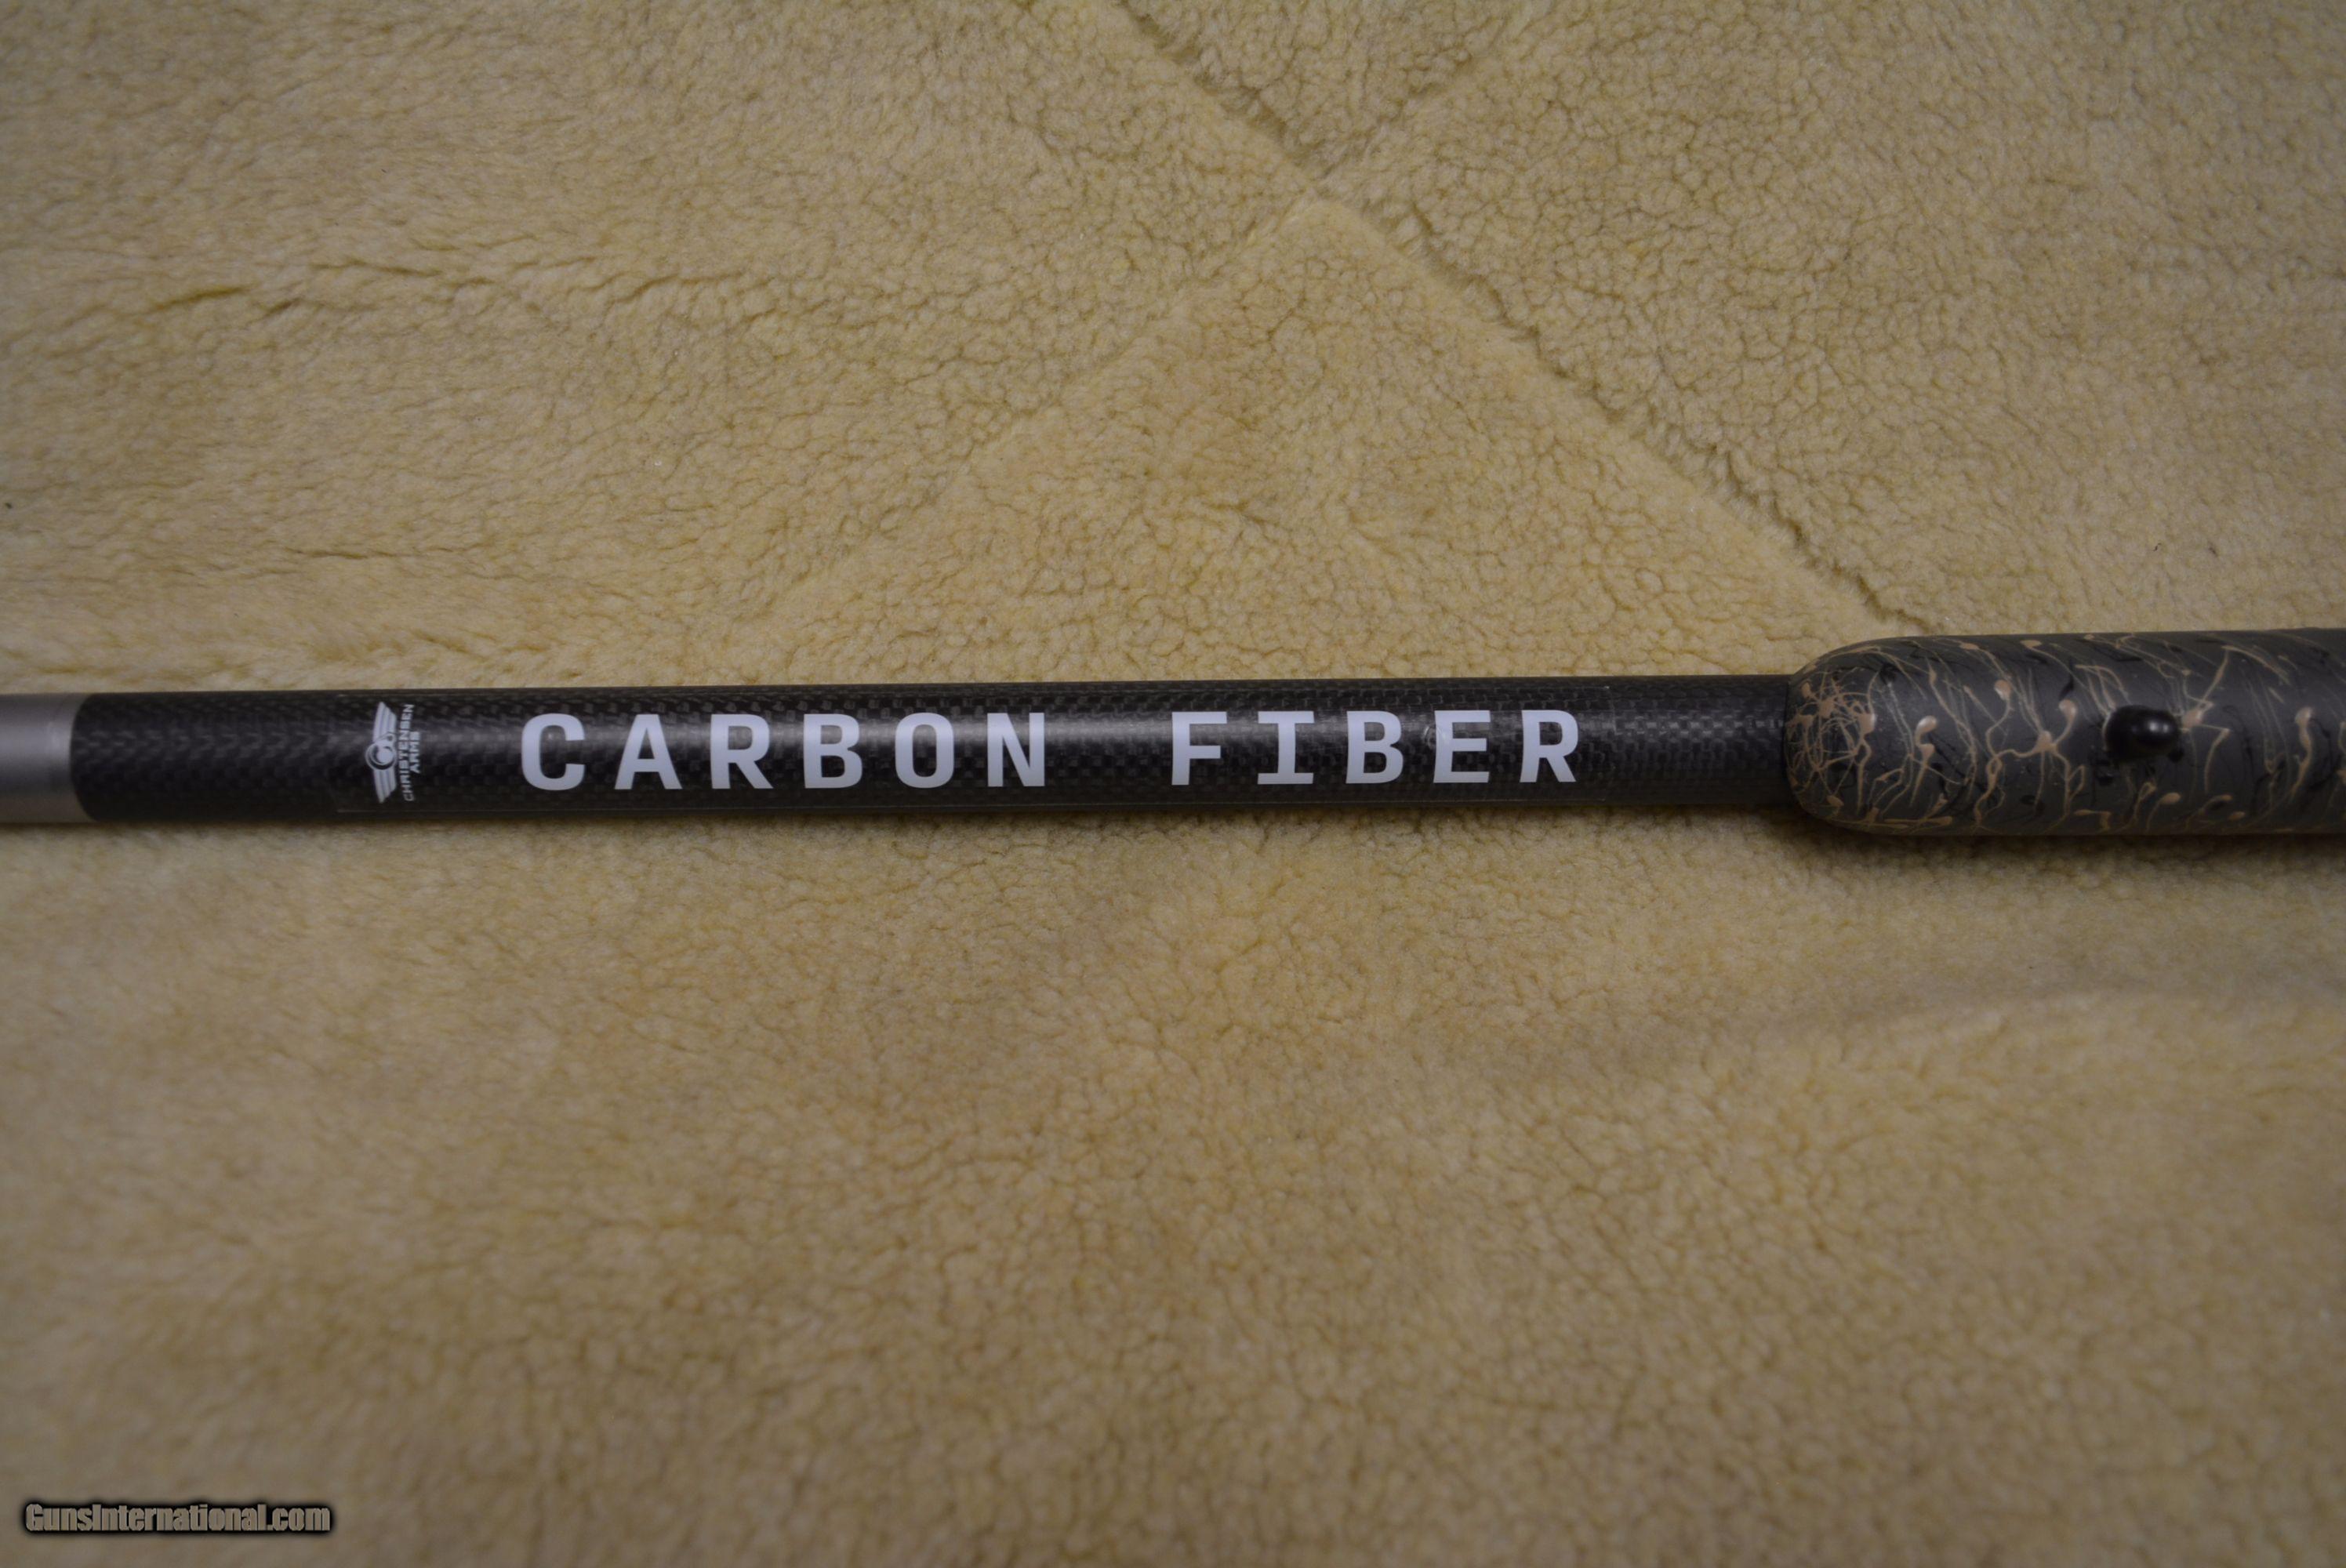 CHRISTENSEN
ARMS
CARBON FIBER
GunsInternational.com